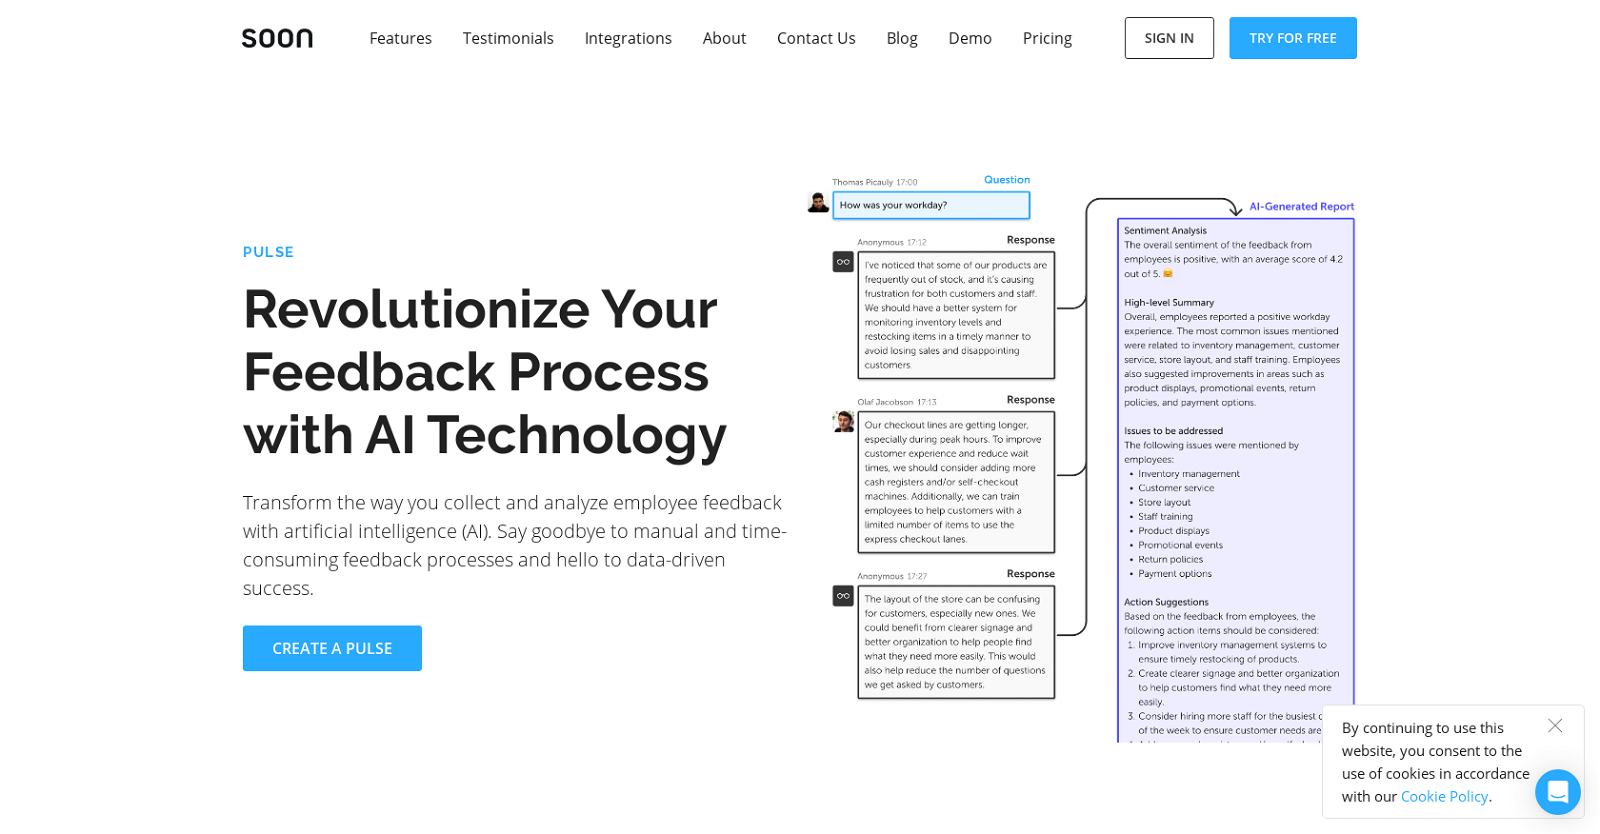 SOON
Features
Testimonials
Integrations
About
Contact Us
Blog
Demo
Pricing
SIGN IN
TRY FOR FREE
PULSE
Revolutionize Your
Feedback Process
with AI Technology
Transform the way you collect and analyze employee feedback
with artificial intelligence (AI). Say goodbye to manual and time-
consuming feedback processes and hello to data-driven
success.
CREATE A PULSE
Thomas Picauly 17:00
Question
How was your workday?
Anonymous 17:12
Response
I've noticed that some of our products are
frequently out of stock, and it's causing
frustration for both customers and staff.
We should have a better system for
monitoring inventory levels and
restocking items in a timely manner to
avoid losing sales and disappointing
customers.
Olaf Jacobson 17:13
Response
Our checkout lines are getting longer,
especially during peak hours. To improve
customer experience and reduce wait
times, we should consider adding more
cash registers and/or self-checkout
machines. Additionally, we can train
employees to help customers with a
limited number of items to use the
express checkout lanes.
Anonymous 17:27
Response
The layout of the store can be confusing
for customers, especially new ones. We
could benefit from clearer signage and
better organization to help people find
what they need more easily. This would
also help reduce the number of questions
we get asked by customers.
AI-Generated Report
Sentiment Analysis
The overall sentiment of the feedback from
employees is positive, with an average score of 4.2
out of 5. 😊
High-level Summary
Overall, employees reported a positive workday
experience. The most common issues mentioned
were related to inventory management, customer
service, store layout, and staff training. Employees
also suggested improvements in areas such as
product displays, promotional events, return
policies, and payment options.
Issues to be addressed
The following issues were mentioned by
employees:
• Inventory management
• Customer service
• Store layout
• Staff training
• Product displays
• Promotional events
• Return policies
• Payment options
Action Suggestions
Based on the feedback from employees, the
following action items should be considered:
1. Improve inventory management systems to
ensure timely restocking of products.
2. Create clearer signage and better organization
to help customers find what they need more
easily.
3. Consider hiring more staff for the busiest
of the week to ensure customer needs are
By continuing to use this
website, you consent to the
use of cookies in accordance
with our Cookie Policy.